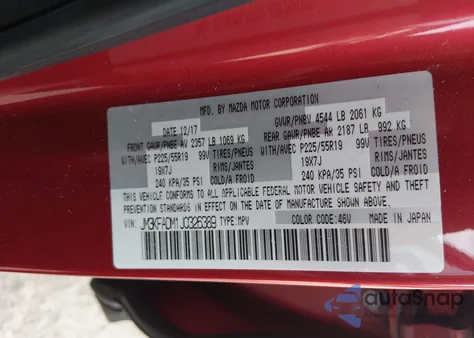 MFD. BY MAZDA MOTOR CORPORATION
DATE 12/17 GVWR/PNBV 4544 LB 2061 KG
FRONT GAWR/PNBE AV 2357 LB 1069 KG REAR GAWR/PNBE AR 2187 LB 992 KG
WITH/AVEC P225/55R19 99V TIRES/PNEUS WITH/AVEC P225/55R19 99V TIRES/PNEUS
19X7J RIMS/JANTES 19X7J RIMS/JANTES
240 KPA/35 PSI COLD/A FROID 240 KPA/35 PSI COLD/A FROID
THIS VEHICLE CONFORMS TO ALL APPLICABLE FEDERAL MOTOR VEHICLE SAFETY AND THEFT
PREVENTION STANDARDS IN EFFECT ON THE DATE OF MANUFACTURE SHOWN ABOVE.
VIN: JM3KFADM1J0326389 TYPE: MPV COLOR: 46V MADE IN JAPAN
autoSnap